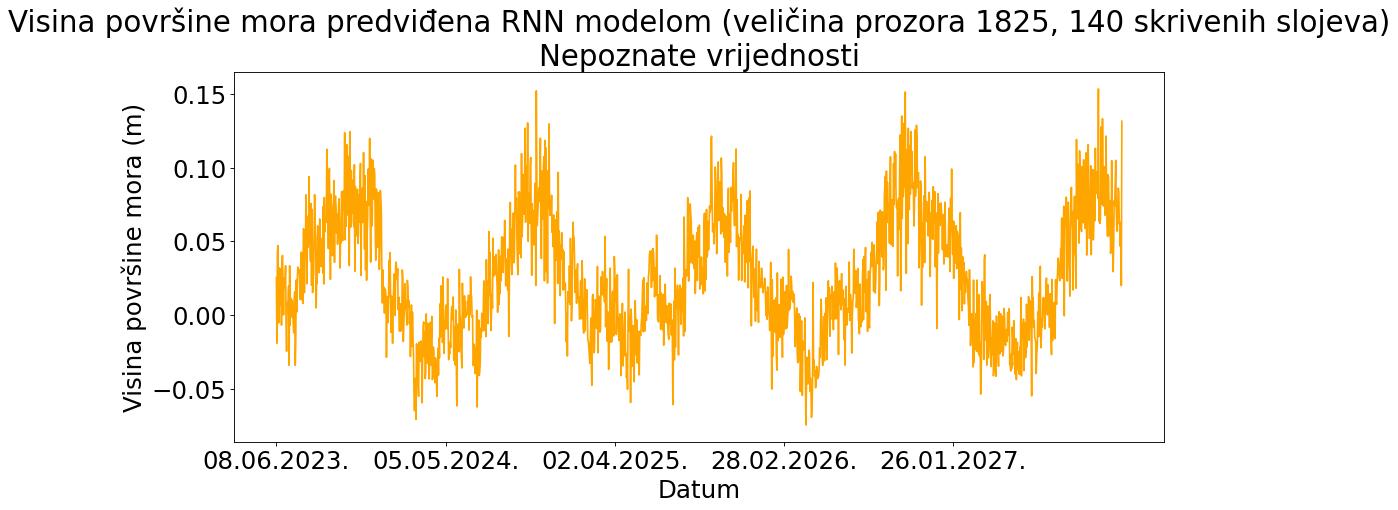 Visina površine mora predviđena RNN modelom (veličina prozora 1825, 140 skrivenih slojeva)
Nepoznate vrijednosti
Visina površine mora (m)
0.15
0.10
0.05
0.00
−0.05
08.06.2023. 05.05.2024. 02.04.2025. 28.02.2026. 26.01.2027.
Datum